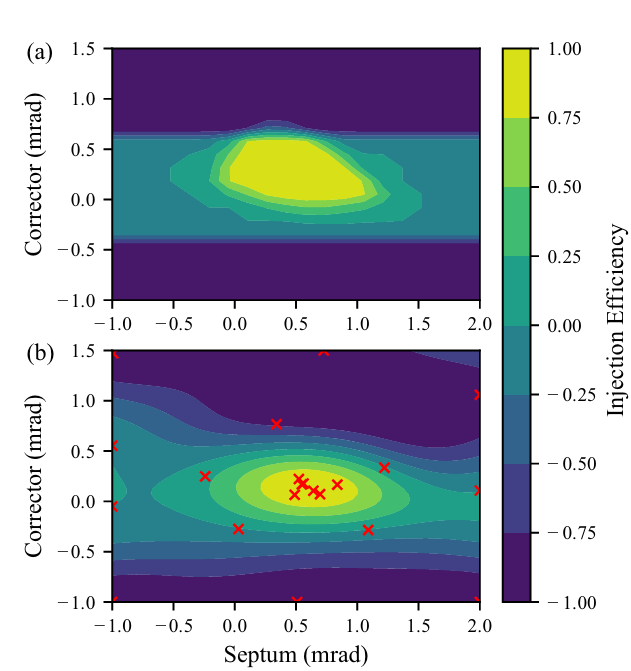 (a)
1.5
1.0
0.5
0.0
−0.5
−1.0
Corrector (mrad)
−1.0 −0.5 0.0 0.5 1.0 1.5 2.0
(b)
1.5
1.0
0.5
0.0
−0.5
−1.0
Corrector (mrad)
−1.0 −0.5 0.0 0.5 1.0 1.5 2.0
Septum (mrad)
1.00
0.75
0.50
0.25
0.00
−0.25
−0.50
−0.75
−1.00
Injection Efficiency